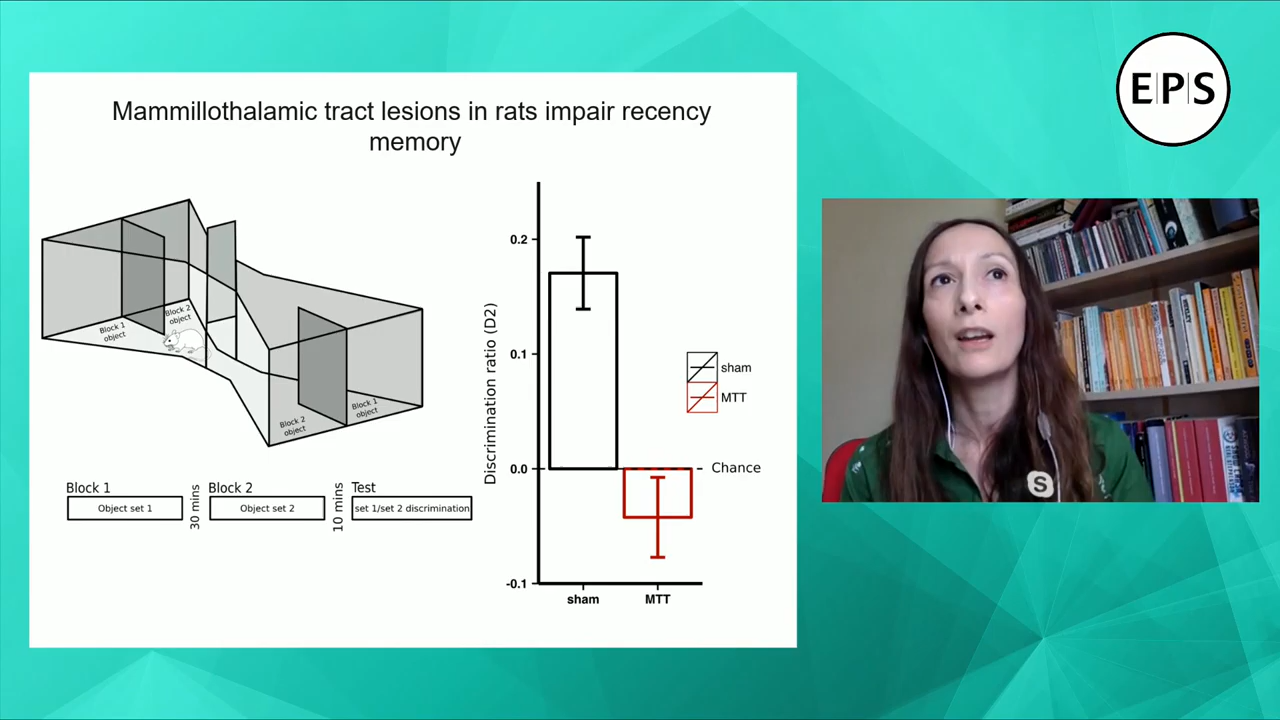 E|P|S
Mammillothalamic tract lesions in rats impair recency
memory
Block 1
object
Block 2
object
Block 2
object
Block 1
object
Block 1
Object set 1
30 mins
Block 2
Object set 2
10 mins
Test
set 1/set 2 discrimination
Discrimination ratio (D2)
0.2
0.1
0.0
-0.1
Chance
sham
MTT
sham
MTT
S